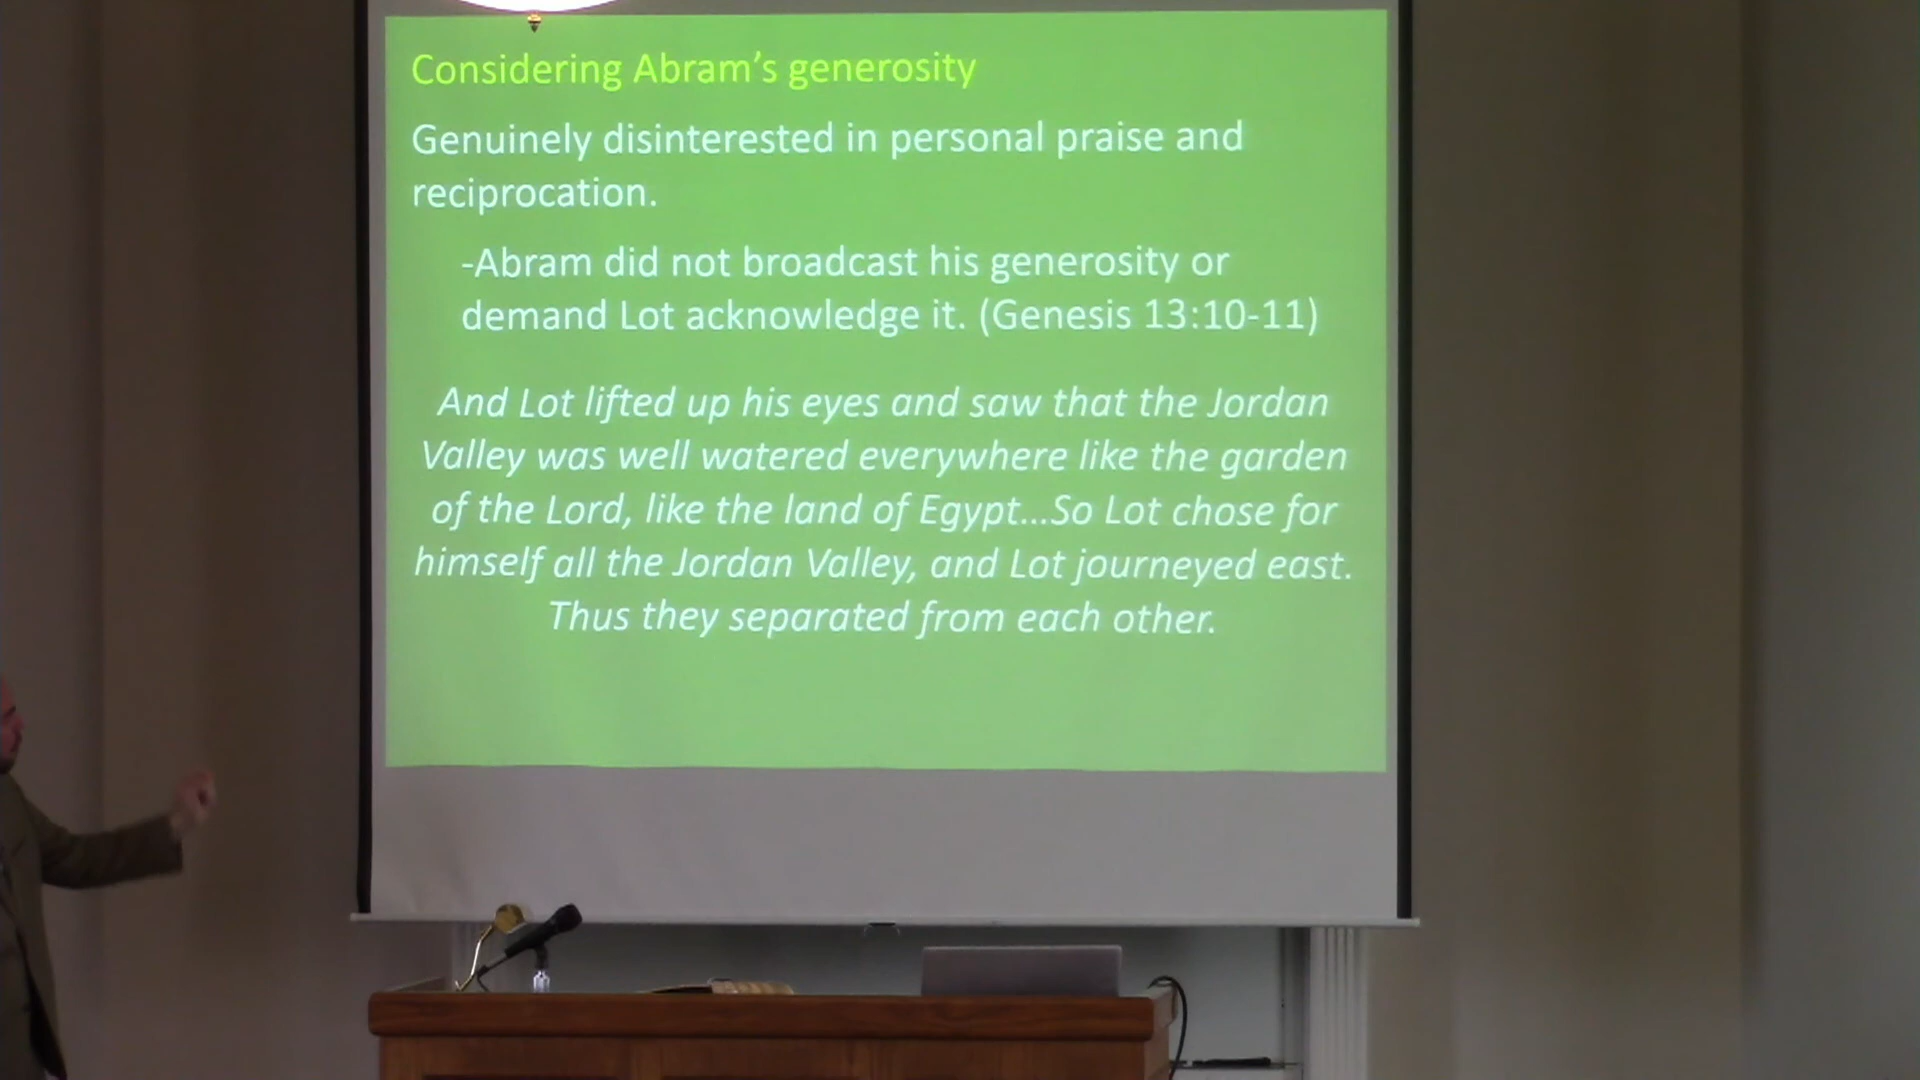 Considering Abram’s generosity
Genuinely disinterested in personal praise and
reciprocation.
-Abram did not broadcast his generosity or
demand Lot acknowledge it. (Genesis 13:10-11)
And Lot lifted up his eyes and saw that the Jordan
Valley was well watered everywhere like the garden
of the Lord, like the land of Egypt…So Lot chose for
himself all the Jordan Valley, and Lot journeyed east.
Thus they separated from each other.